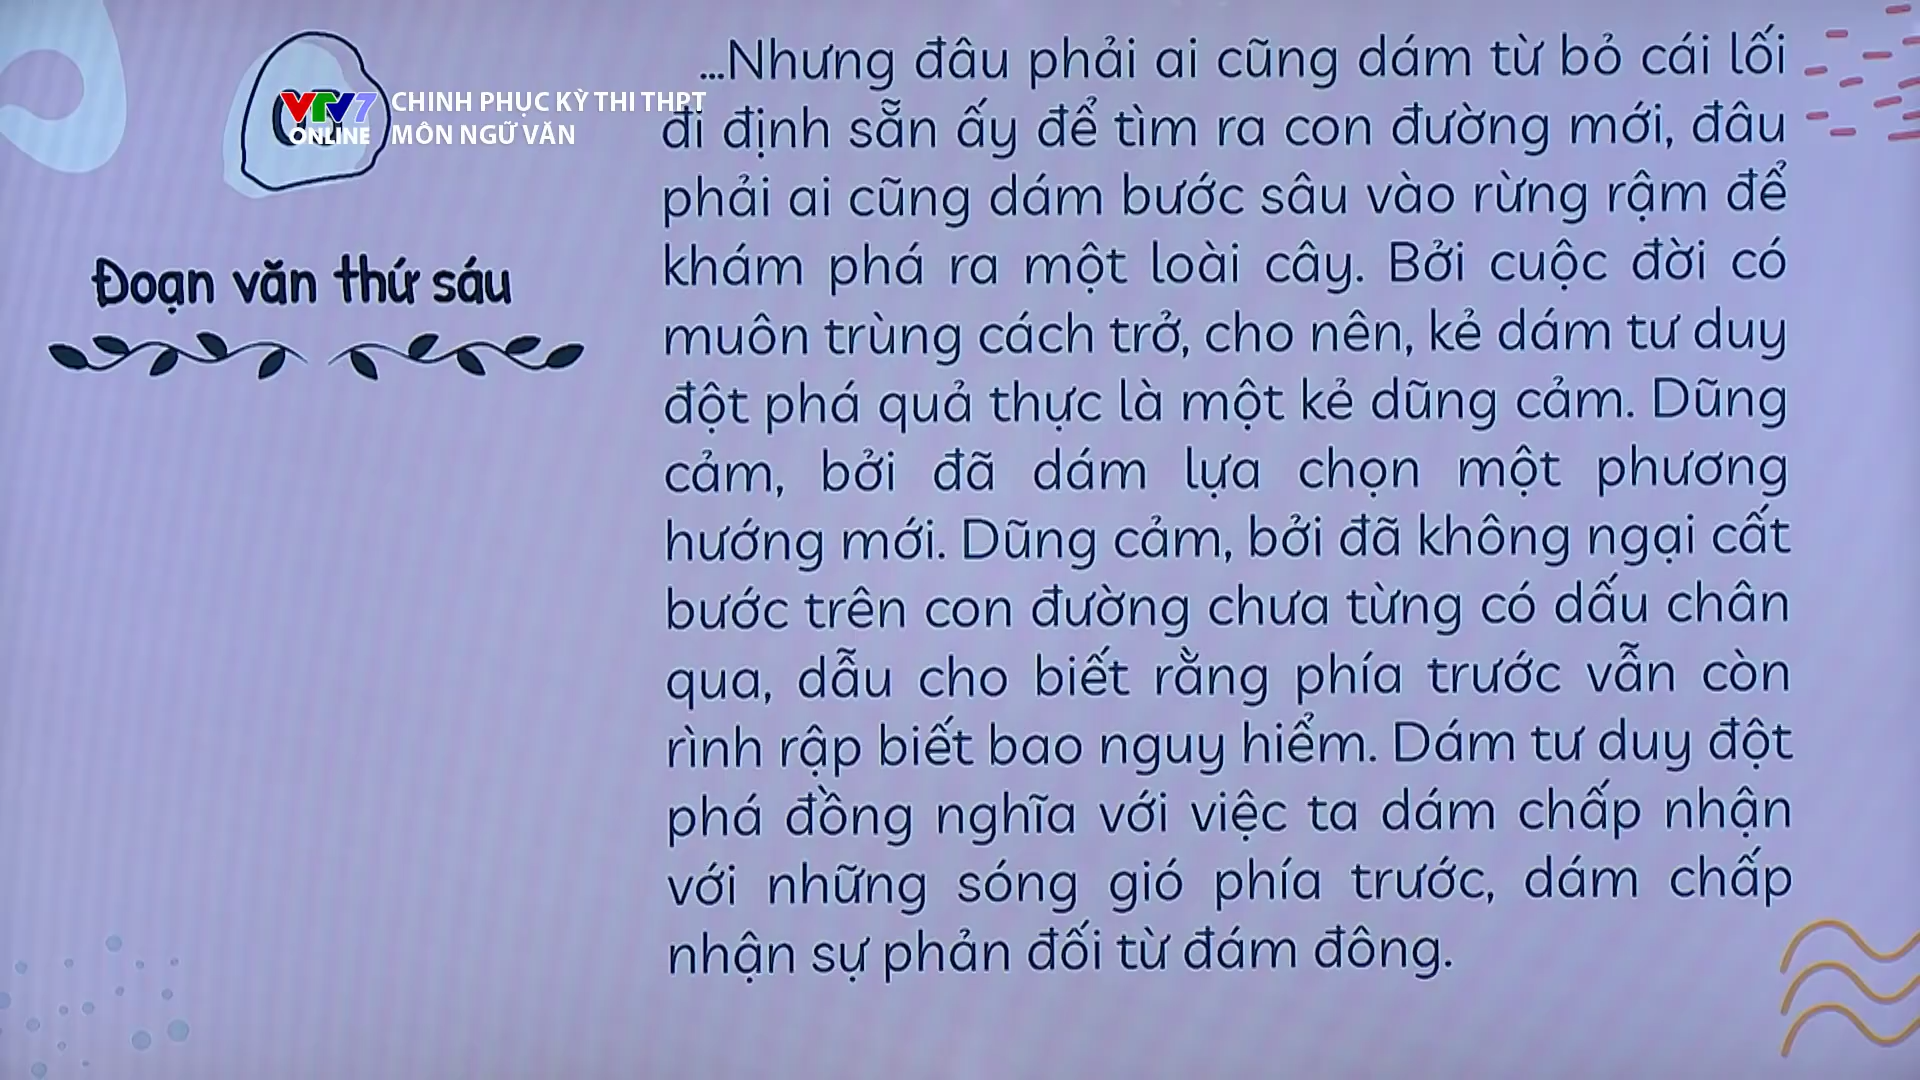 VTV7
ONLINE
CHINH PHỤC KỲ THI THPT
MÔN NGỮ VĂN
Đoạn văn thứ sáu
...Nhưng đâu phải ai cũng dám từ bỏ cái lối
đi định sẵn ấy để tìm ra con đường mới, đâu
phải ai cũng dám bước sâu vào rừng rậm để
khám phá ra một loài cây. Bởi cuộc đời có
muôn trùng cách trở, cho nên, kẻ dám tư duy
đột phá quả thực là một kẻ dũng cảm. Dũng
cảm, bởi đã dám lựa chọn một phương
hướng mới. Dũng cảm, bởi đã không ngại cất
bước trên con đường chưa từng có dấu chân
qua, dẫu cho biết rằng phía trước vẫn còn
rình rập biết bao nguy hiểm. Dám tư duy đột
phá đồng nghĩa với việc ta dám chấp nhận
với những sóng gió phía trước, dám chấp
nhận sự phản đối từ đám đông.